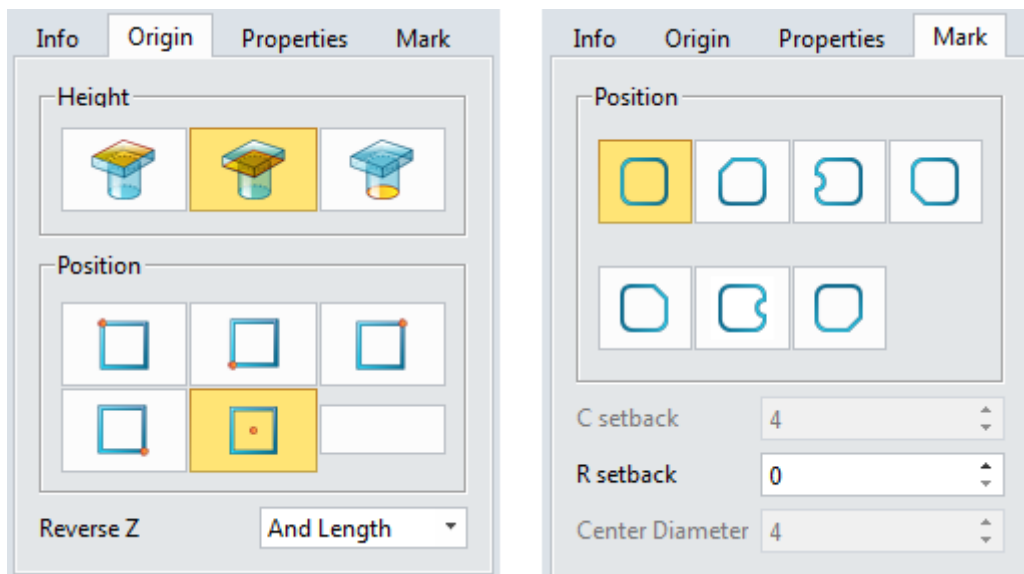 Info Origin Properties Mark
Height
Position
Reverse Z And Length
Info Origin Properties Mark
Position
C setback 4
R setback 0
Center Diameter 4